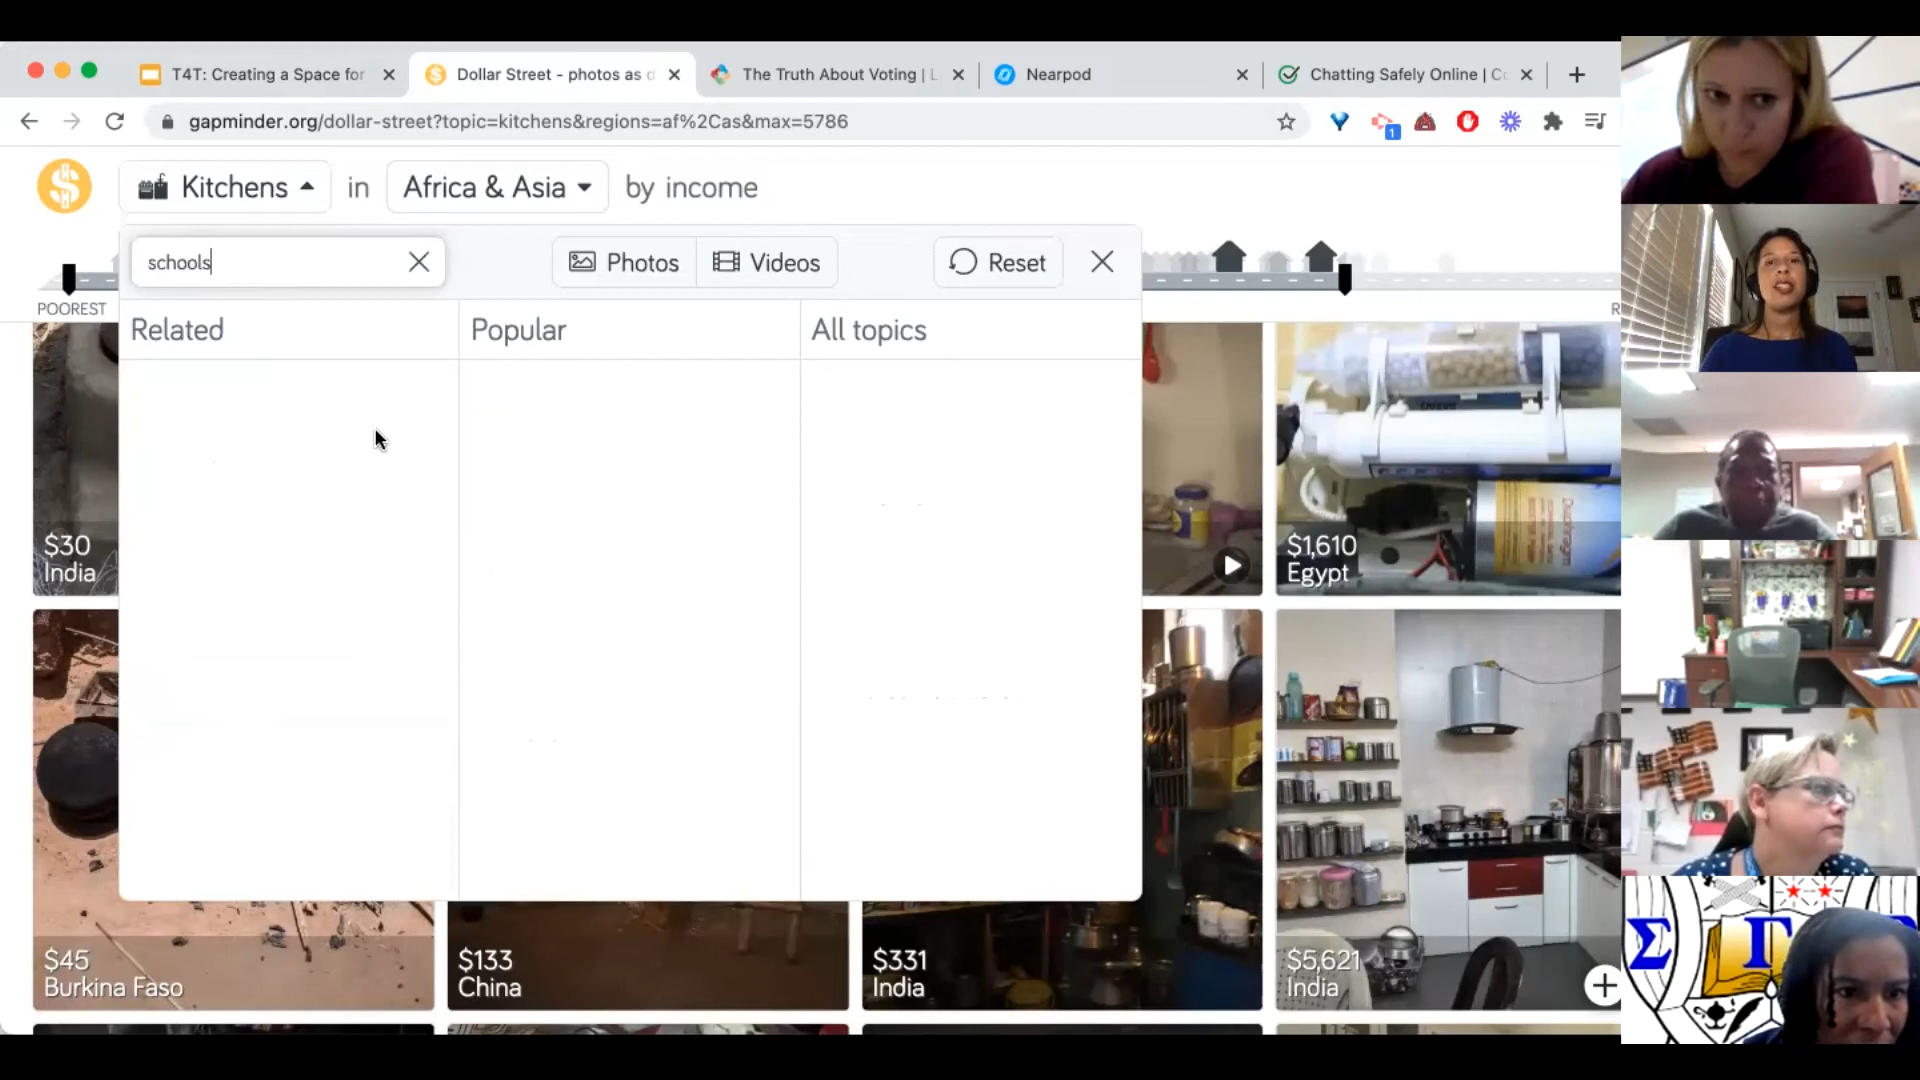 T4T: Creating a Space for
Dollar Street - photos as d
The Truth About Voting | L
Nearpod
Chatting Safely Online | Co
gapminder.org/dollar-street?topic=kitchens&regions=af%2Cas&max=5786
1
Kitchens in Africa & Asia by income
schools
Photos
Videos
Reset
POOREST
R
Related
Popular
All topics
$30
India
$1,610
Egypt
$45
Burkina Faso
$133
China
$331
India
$5,621
India
Σ Γ